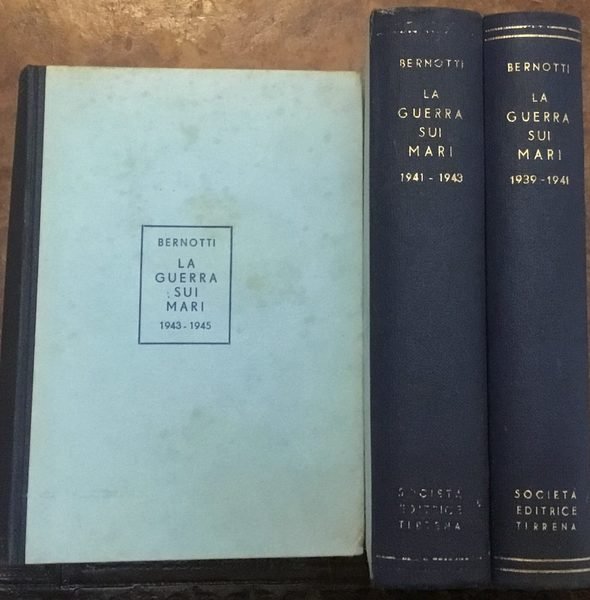 BERNOTTI
LA
GUERRA
SUI
MARI
1943 - 1945
BERNOTTI
LA
GUERRA
SUI
MARI
1941 - 1943
SOCIETÀ
EDITRICE
TIRRENA
BERNOTTI
LA
GUERRA
SUI
MARI
1939 - 1941
SOCIETÀ
EDITRICE
TIRRENA